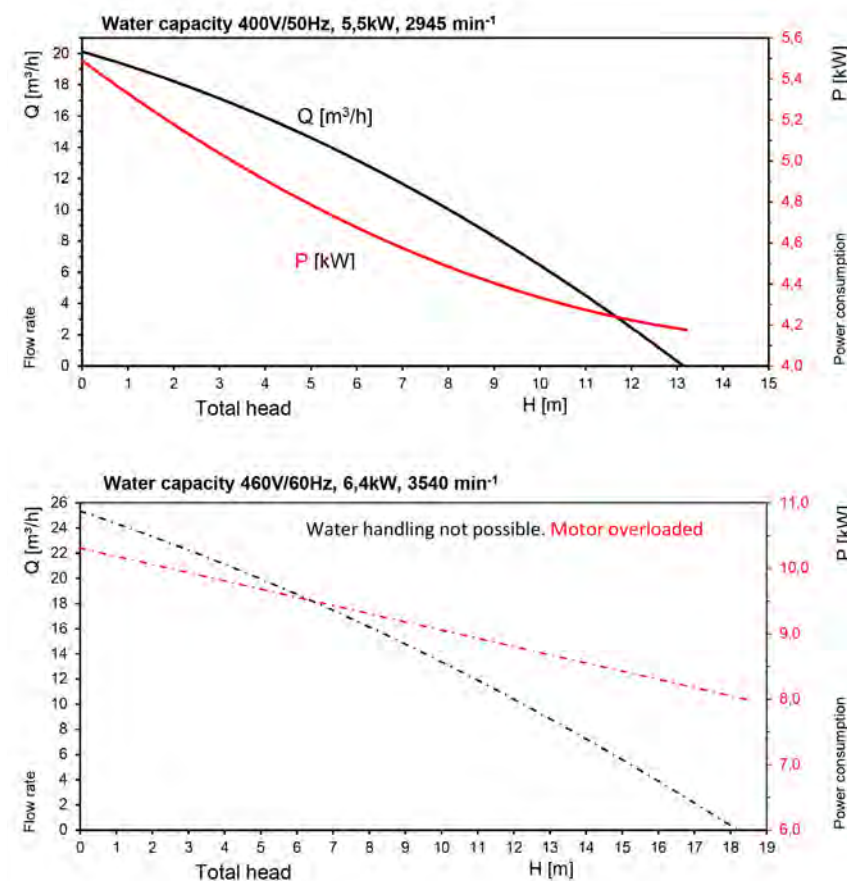 Water capacity 400V/50Hz, 5,5kW, 2945 min⁻¹
Q [m³/h]
Flow rate
20
18
16
14
12
10
8
6
4
2
0
Q [m³/h]
P [kW]
P [kW]
Power consumption
5,6
5,4
5,2
5,0
4,8
4,6
4,4
4,2
4,0
0 1 2 3 4 5 6 7 8 9 10 11 12 13 14 15
Total head H [m]
Water capacity 460V/60Hz, 6,4kW, 3540 min⁻¹
Q [m³/h]
Flow rate
26
24
22
20
18
16
14
12
10
8
6
4
2
0
Water handling not possible. Motor overloaded
P [kW]
Power consumption
11,0
10,0
9,0
8,0
7,0
6,0
0 1 2 3 4 5 6 7 8 9 10 11 12 13 14 15 16 17 18 19
Total head H [m]